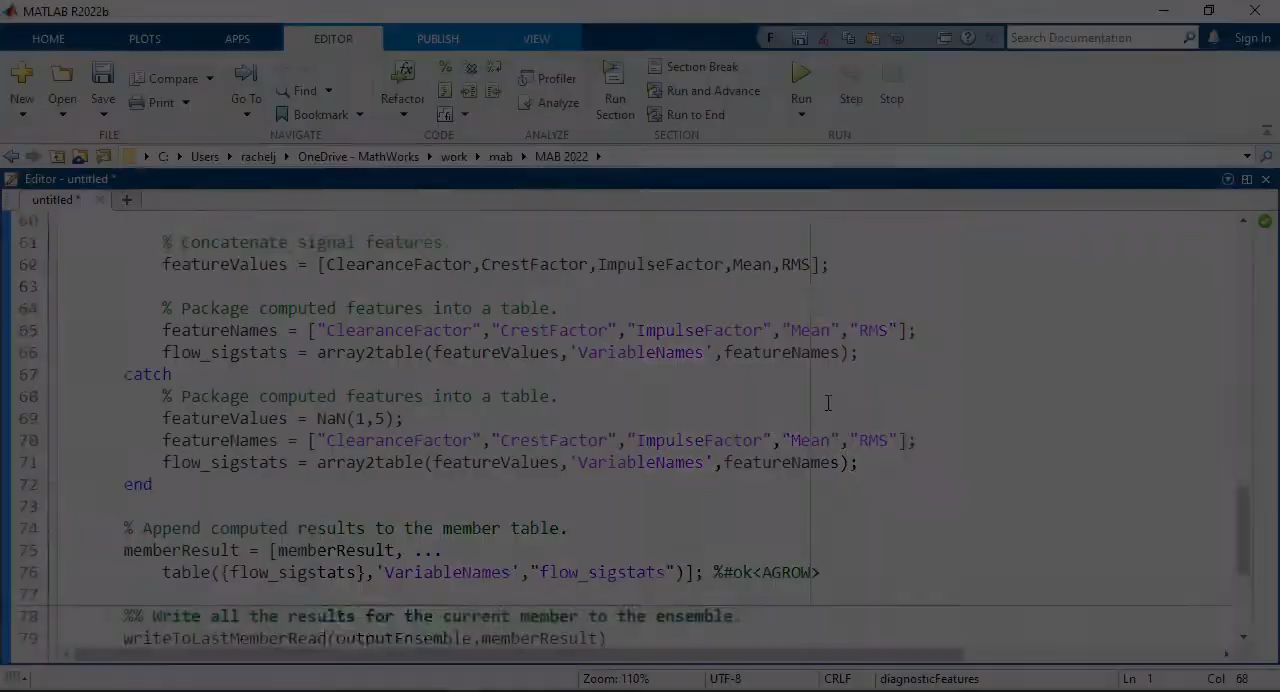 MATLAB R2022b
HOME PLOTS APPS EDITOR PUBLISH VIEW Search Documentation Sign In
New Open Save Compare Print Go To Find Bookmark Refactor Profiler Analyze Run Section Section Break Run and Advance Run to End Run Step Stop
FILE NAVIGATE CODE ANALYZE SECTION RUN
C: Users rachelj OneDrive - MathWorks work mab MAB 2022
Editor - untitled *
untitled * +
60
61 % Concatenate signal features.
62 featureValues = [ClearanceFactor,CrestFactor,ImpulseFactor,Mean,RMS];
63
64 % Package computed features into a table.
65 featureNames = ["ClearanceFactor","CrestFactor","ImpulseFactor","Mean","RMS"];
66 flow_sigstats = array2table(featureValues,'VariableNames',featureNames);
67 catch
68 % Package computed features into a table.
69 featureValues = NaN(1,5);
70 featureNames = ["ClearanceFactor","CrestFactor","ImpulseFactor","Mean","RMS"];
71 flow_sigstats = array2table(featureValues,'VariableNames',featureNames);
72 end
73
74 % Append computed results to the member table.
75 memberResult = [memberResult, ...
76 table({flow_sigstats},'VariableNames',"flow_sigstats")]; %#ok<AGROW>
77
78 %% Write all the results for the current member to the ensemble.
79 writeToLastMemberRead(outputEnsemble,memberResult)
Zoom: 110% UTF-8 CRLF diagnosticFeatures Ln 1 Col 68